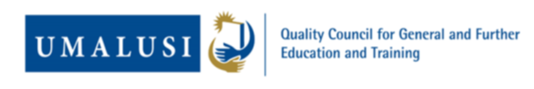 UMALUSI
Quality Council for General and Further
Education and Training